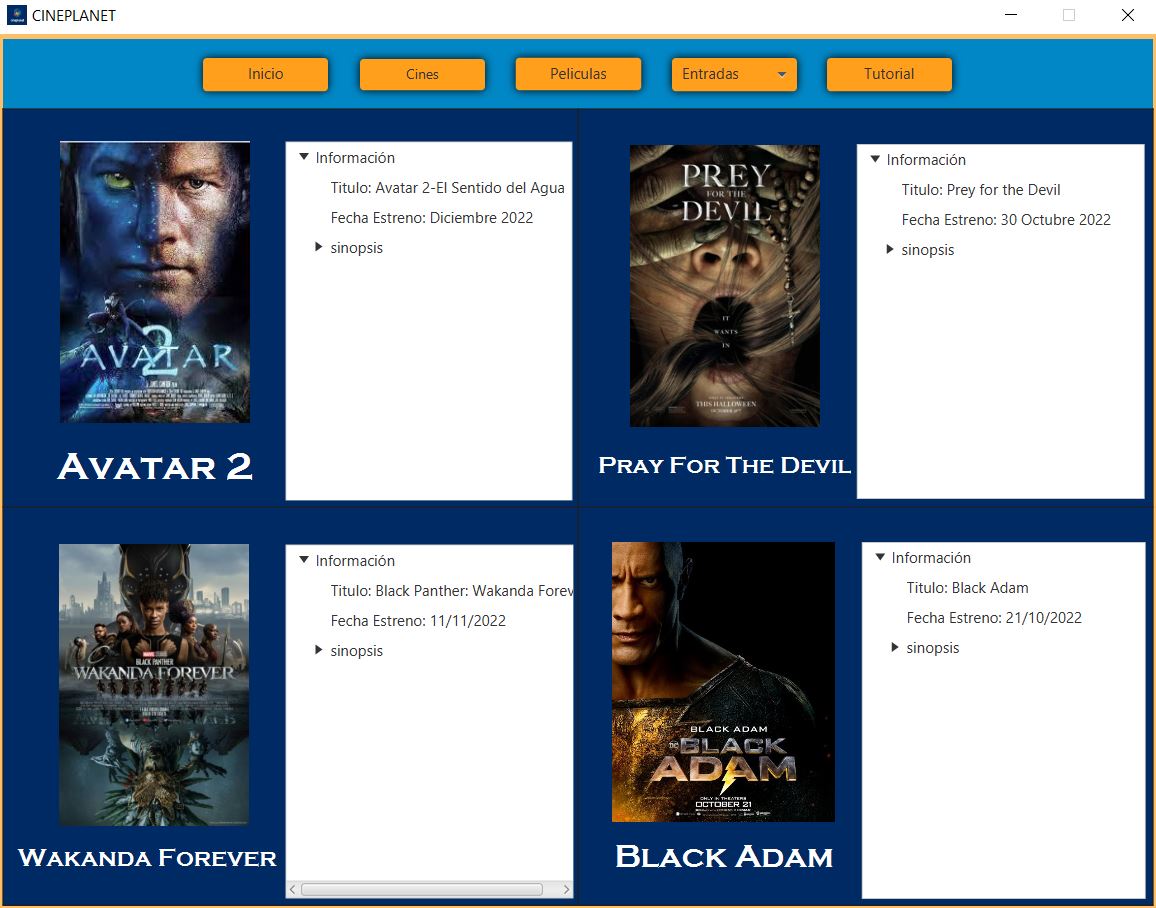 CINEPLANET
Inicio
Cines
Peliculas
Entradas
Tutorial
AVATAR
2
Información
Titulo: Avatar 2-El Sentido del Agua
Fecha Estreno: Diciembre 2022
sinopsis
Avatar 2
PREY
FOR THE
DEVIL
IT
WANTS
IN
THIS HALLOWEEN
Información
Titulo: Prey for the Devil
Fecha Estreno: 30 Octubre 2022
sinopsis
Pray For The Devil
MARVEL STUDIOS
BLACK PANTHER
WAKANDA FOREVER
Información
Titulo: Black Panther: Wakanda Forev
Fecha Estreno: 11/11/2022
sinopsis
Wakanda Forever
BLACK ADAM
BLACK
ADAM
ONLY IN THEATERS
OCTOBER 21
Información
Titulo: Black Adam
Fecha Estreno: 21/10/2022
sinopsis
Black Adam